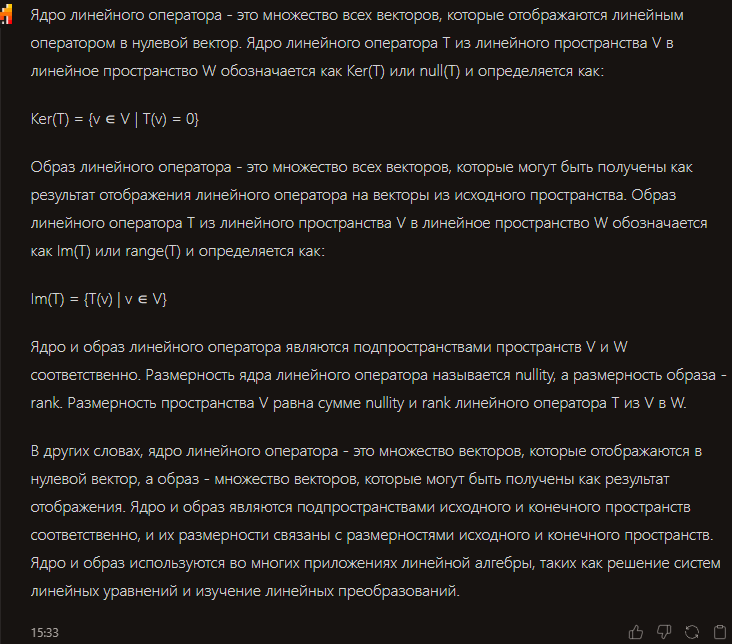 Ядро линейного оператора - это множество всех векторов, которые отображаются линейным
оператором в нулевой вектор. Ядро линейного оператора T из линейного пространства V в
линейное пространство W обозначается как Ker(T) или null(T) и определяется как:
Ker(T) = {v ∈ V | T(v) = 0}
Образ линейного оператора - это множество всех векторов, которые могут быть получены как
результат отображения линейного оператора на векторы из исходного пространства. Образ
линейного оператора T из линейного пространства V в линейное пространство W обозначается
как Im(T) или range(T) и определяется как:
Im(T) = {T(v) | v ∈ V}
Ядро и образ линейного оператора являются подпространствами пространств V и W
соответственно. Размерность ядра линейного оператора называется nullity, а размерность образа -
rank. Размерность пространства V равна сумме nullity и rank линейного оператора T из V в W.
В других словах, ядро линейного оператора - это множество векторов, которые отображаются в
нулевой вектор, а образ - множество векторов, которые могут быть получены как результат
отображения. Ядро и образ являются подпространствами исходного и конечного пространств
соответственно, и их размерности связаны с размерностями исходного и конечного пространств.
Ядро и образ используются во многих приложениях линейной алгебры, таких как решение систем
линейных уравнений и изучение линейных преобразований.
15:33